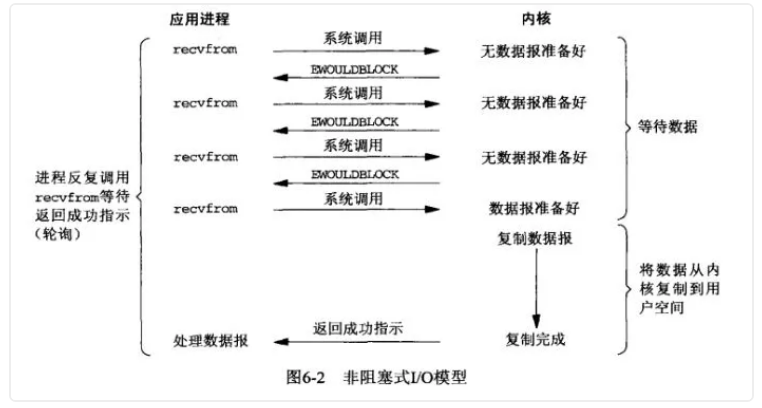 应用进程
内核
recvfrom
系统调用
无数据报准备好
EWOULDBLOCK
recvfrom
系统调用
无数据报准备好
EWOULDBLOCK
等待数据
recvfrom
系统调用
无数据报准备好
EWOULDBLOCK
进程反复调用
recvfrom等待
返回成功指示
（轮询）
recvfrom
系统调用
数据报准备好
复制数据报
将数据从内
核复制到用
户空间
处理数据报
返回成功指示
复制完成
图6-2 非阻塞式I/O模型